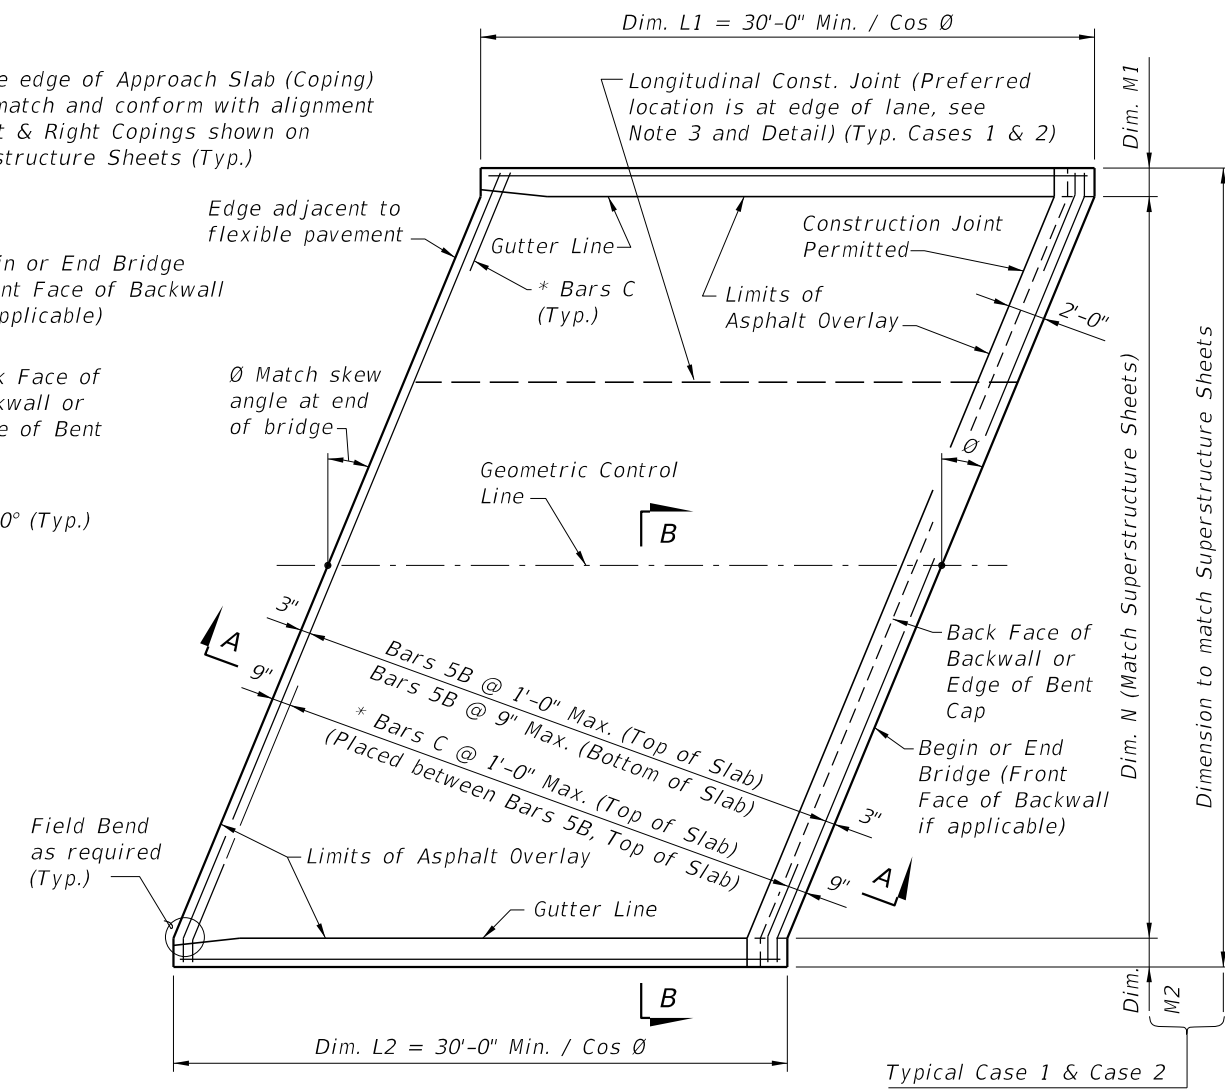 Dim. L1 = 30'-0" Min. / Cos Ø
e edge of Approach Slab (Coping)
match and conform with alignment
t & Right Copings shown on
structure Sheets (Typ.)
Longitudinal Const. Joint (Preferred
location is at edge of lane, see
Note 3 and Detail) (Typ. Cases 1 & 2)
Dim. M1
Edge adjacent to
flexible pavement
Gutter Line
Construction Joint
Permitted
in or End Bridge
nt Face of Backwall
pplicable)
* Bars C
(Typ.)
Limits of
Asphalt Overlay
2'-0"
k Face of
kwall or
e of Bent
Ø Match skew
angle at end
of bridge
Ø
Geometric Control
Line
B
0° (Typ.)
Dim. N (Match Superstructure Sheets)
Dimension to match Superstructure Sheets
3"
A
9"
Bars 5B @ 1'-0" Max. (Top of Slab)
Bars 5B @ 9" Max. (Bottom of Slab)
* Bars C @ 1'-0" Max. (Top of Slab)
(Placed between Bars 5B, Top of Slab)
Back Face of
Backwall or
Edge of Bent
Cap
Begin or End
Bridge (Front
Face of Backwall
if applicable)
3"
9"
A
Field Bend
as required
(Typ.)
Limits of Asphalt Overlay
Gutter Line
B
Dim.
M2
Dim. L2 = 30'-0" Min. / Cos Ø
Typical Case 1 & Case 2